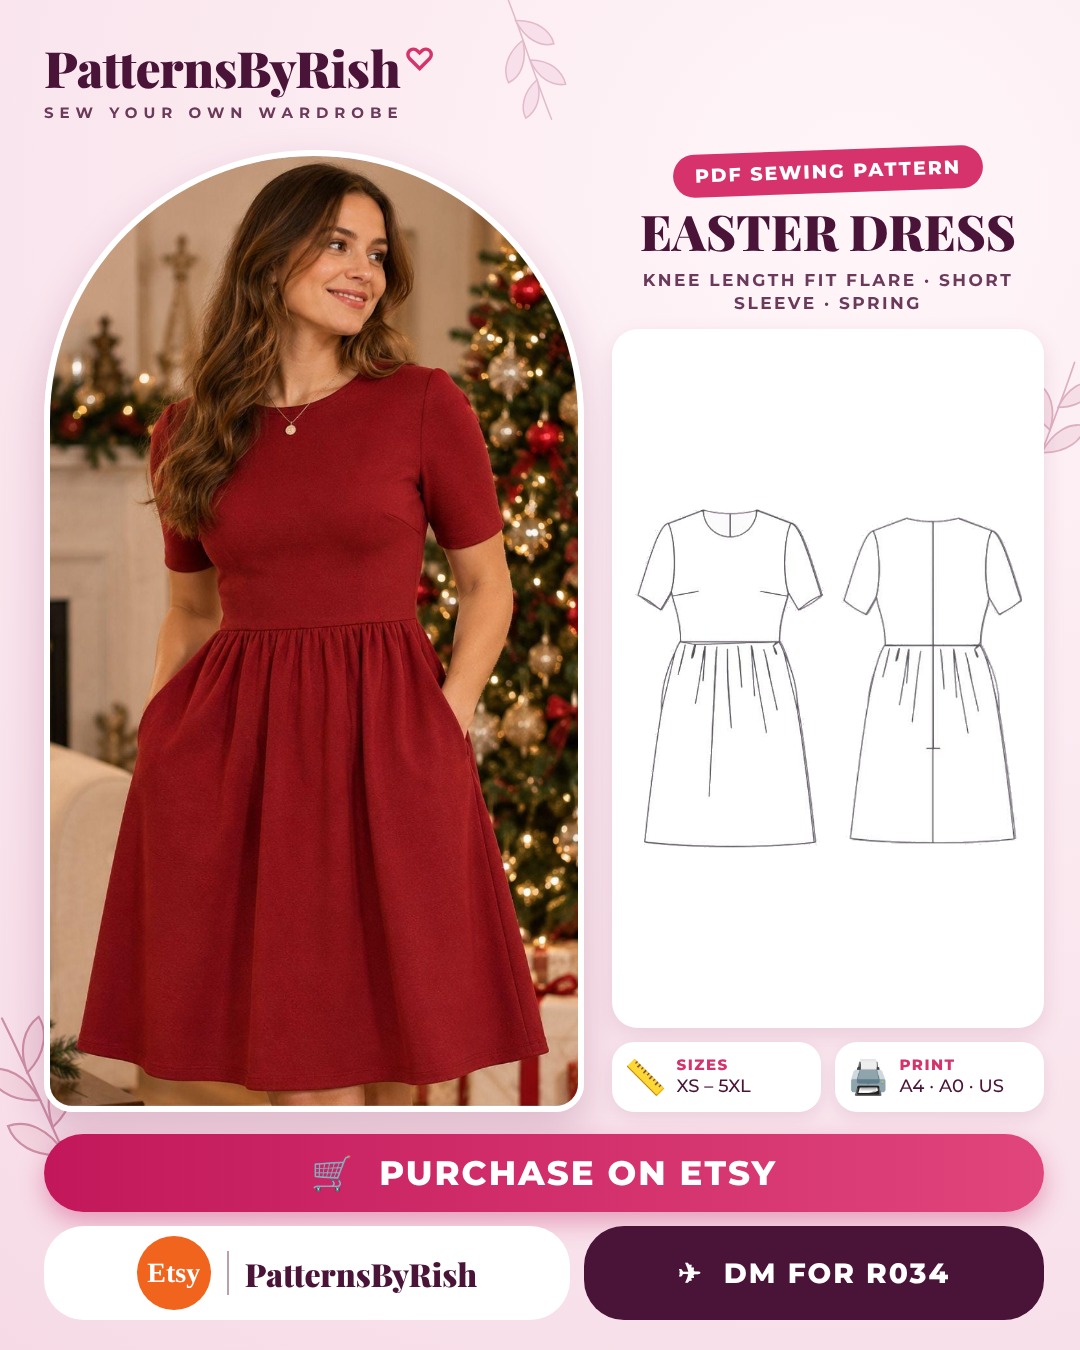 PatternsByRish
SEW YOUR OWN WARDROBE
PDF SEWING PATTERN
EASTER DRESS
KNEE LENGTH FIT FLARE · SHORT
SLEEVE · SPRING
SIZES
XS – 5XL
PRINT
A4 · A0 · US
PURCHASE ON ETSY
Etsy
PatternsByRish
DM FOR R034